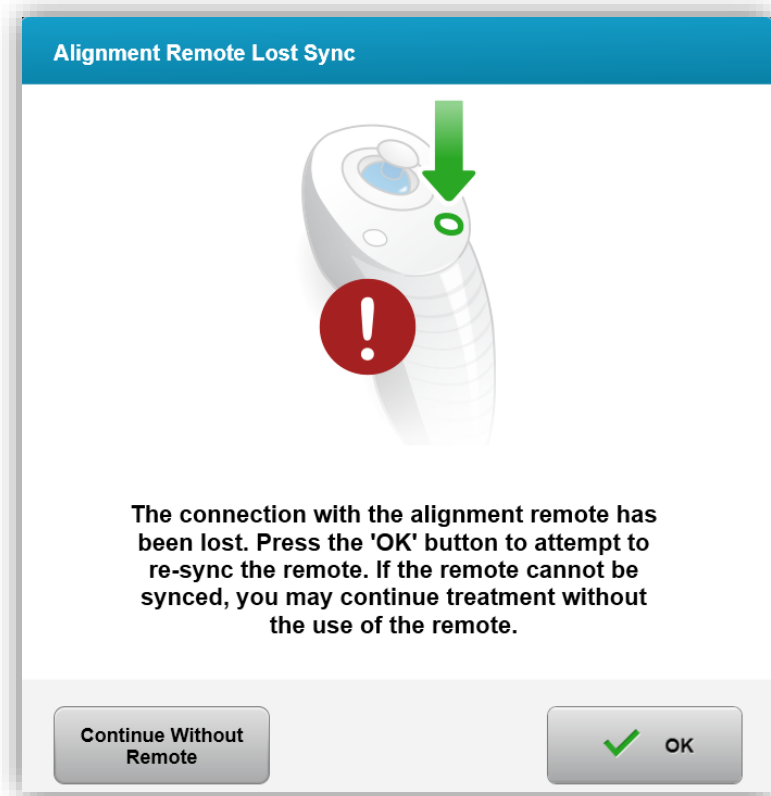 Alignment Remote Lost Sync
The connection with the alignment remote has
been lost. Press the 'OK' button to attempt to
re-sync the remote. If the remote cannot be
synced, you may continue treatment without
the use of the remote.
Continue Without
Remote
OK